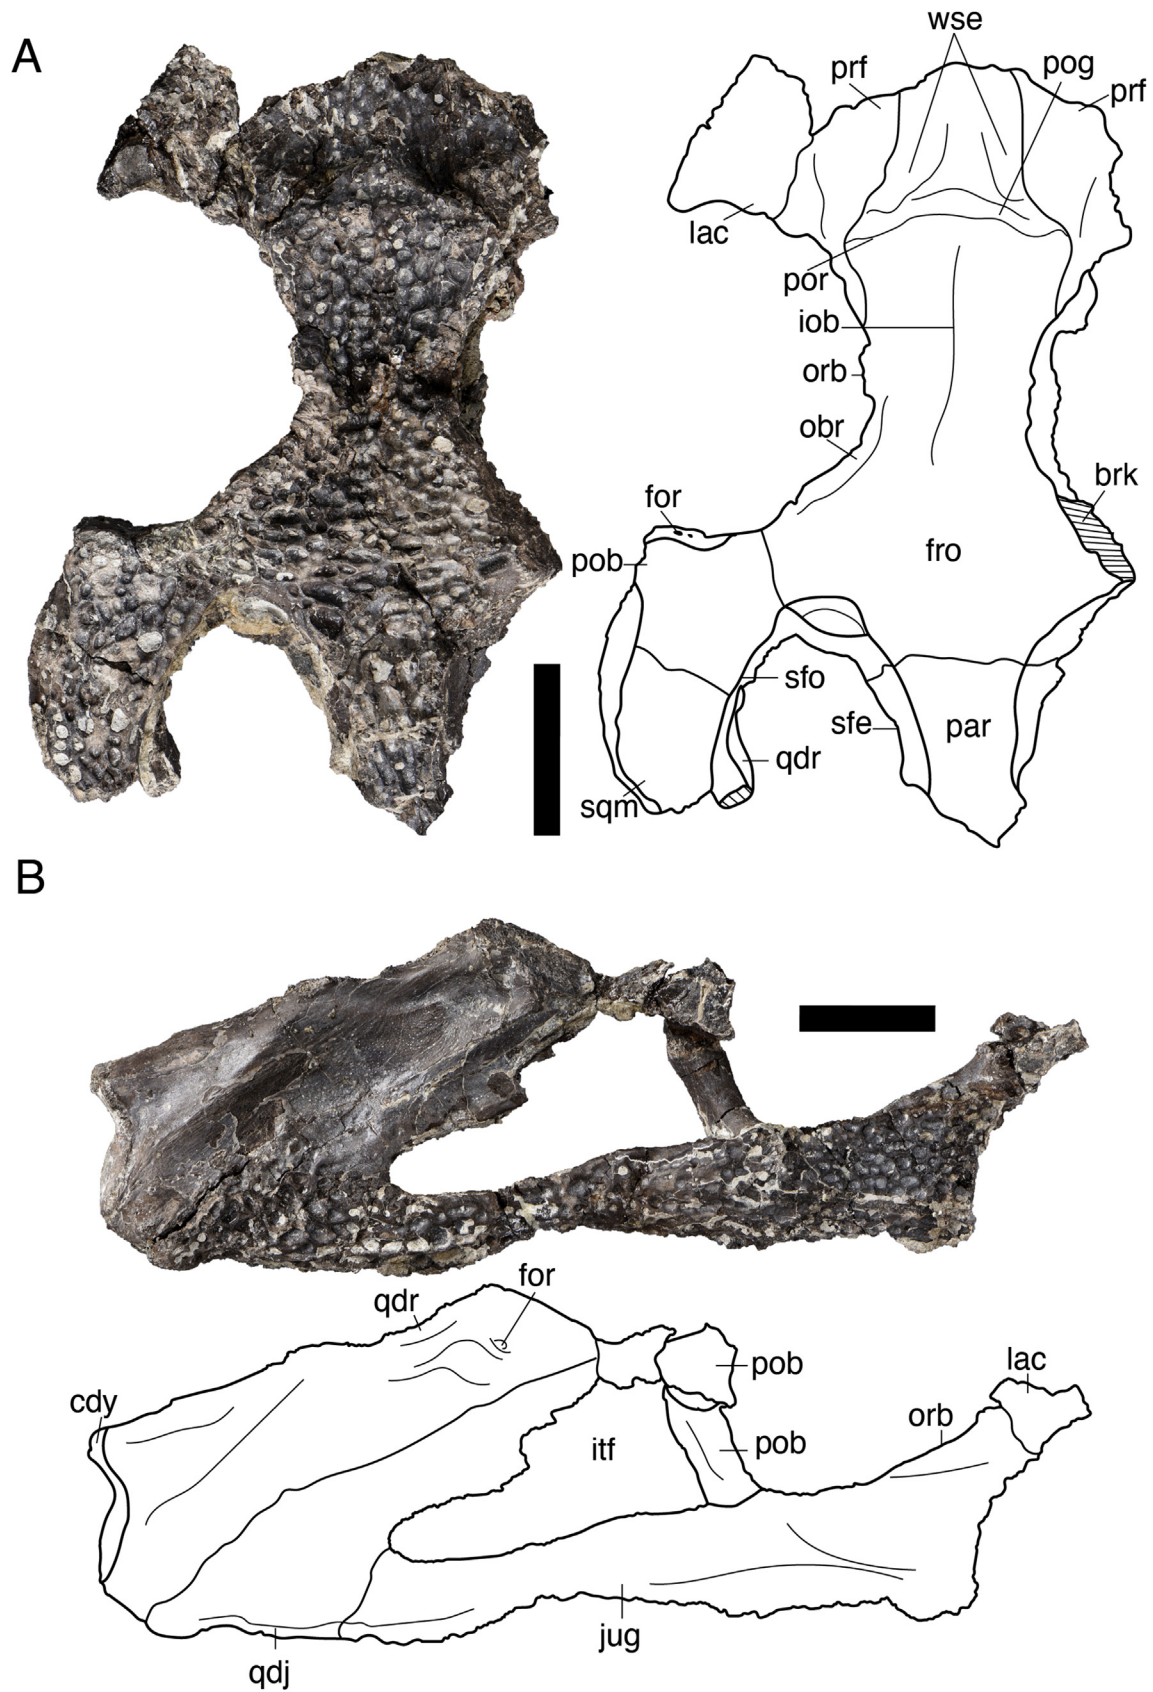 A
wse
prf
pog
prf
lac
por
iob
orb
obr
for
brk
pob
fro
sfo
sfe
par
qdr
sqm
B
for
qdr
pob
lac
cdy
orb
itf
pob
jug
qdj